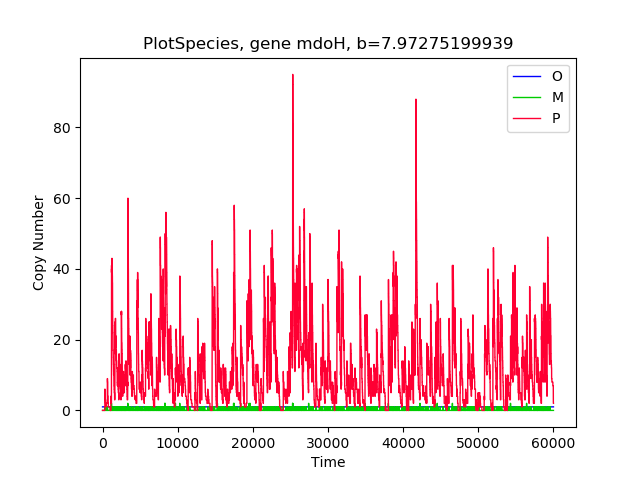 PlotSpecies, gene mdoH, b=7.97275199939
O
M
P
80
60
40
20
0
Copy Number
0 10000 20000 30000 40000 50000 60000
Time